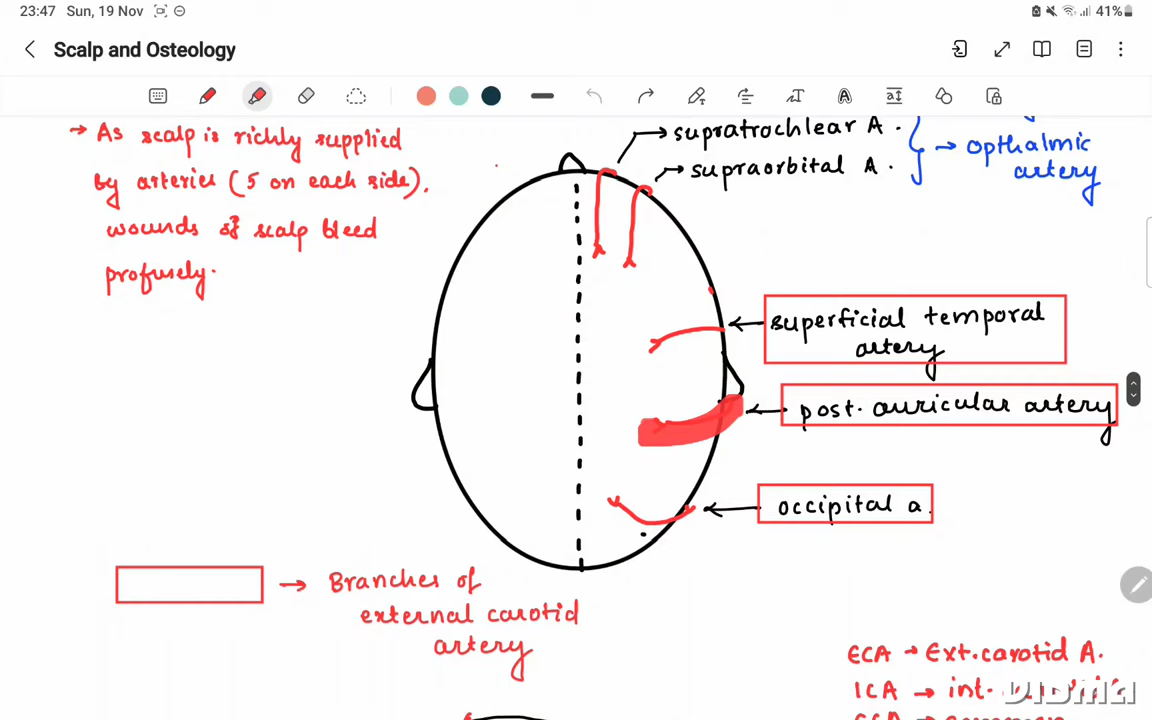 23:47 Sun, 19 Nov
41%
Scalp and Osteology
→ As scalp is richly supplied
by arteries (5 on each side).
wounds of scalp bleed
profusely.
→ supratrochlear A.
→ supraorbital A.
→ opthalmic
artery
superficial temporal
artery
post. auricular artery
occipital a.
→ Branches of
external carotid
artery
ECA → Ext. carotid A.
ICA → int.